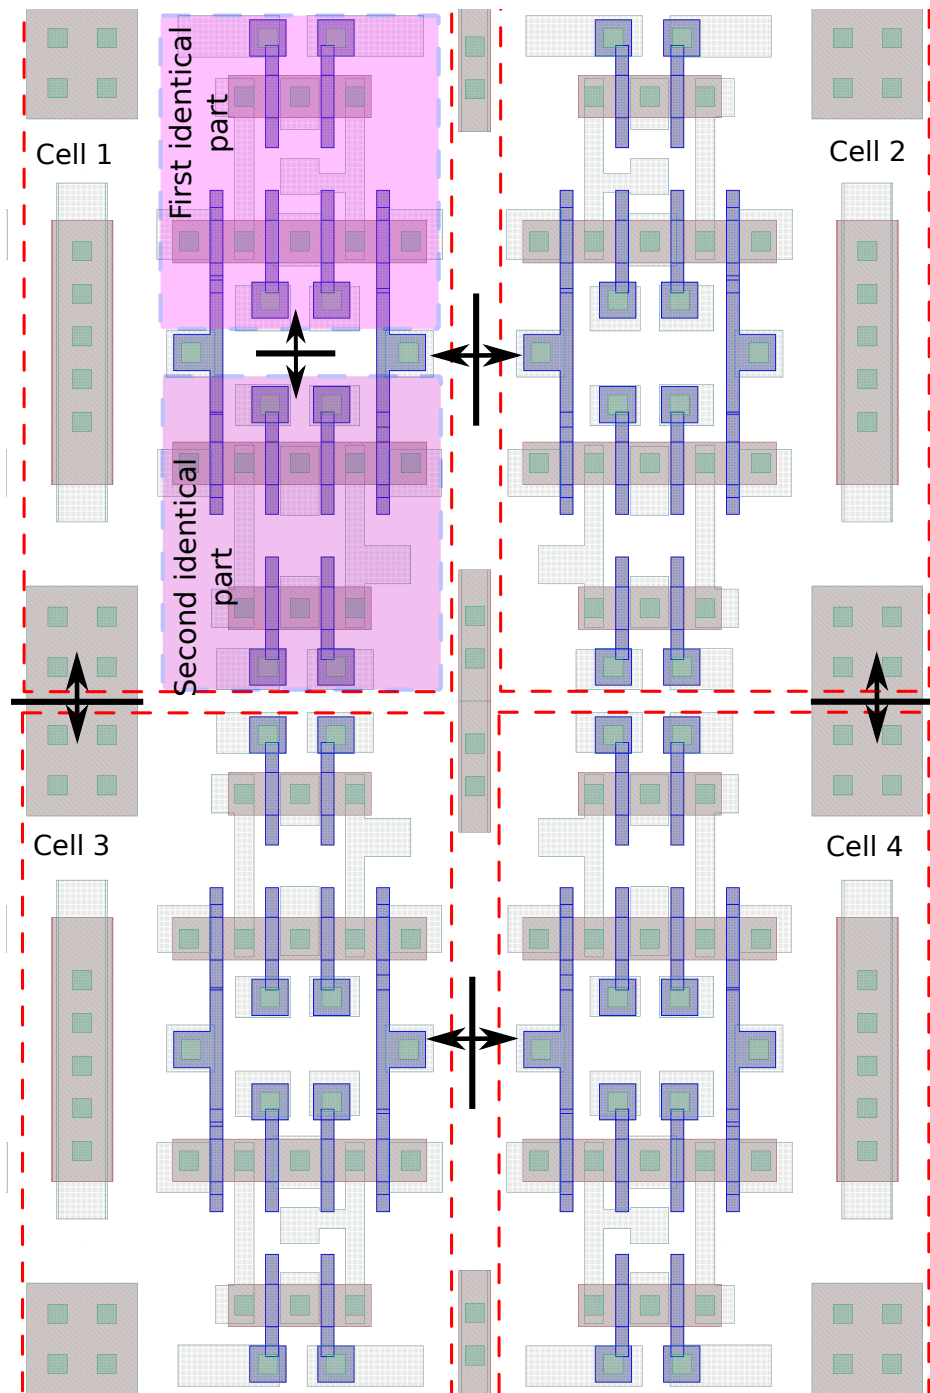 First identical
part
Cell 1
Cell 2
Second identical
part
Cell 3
Cell 4